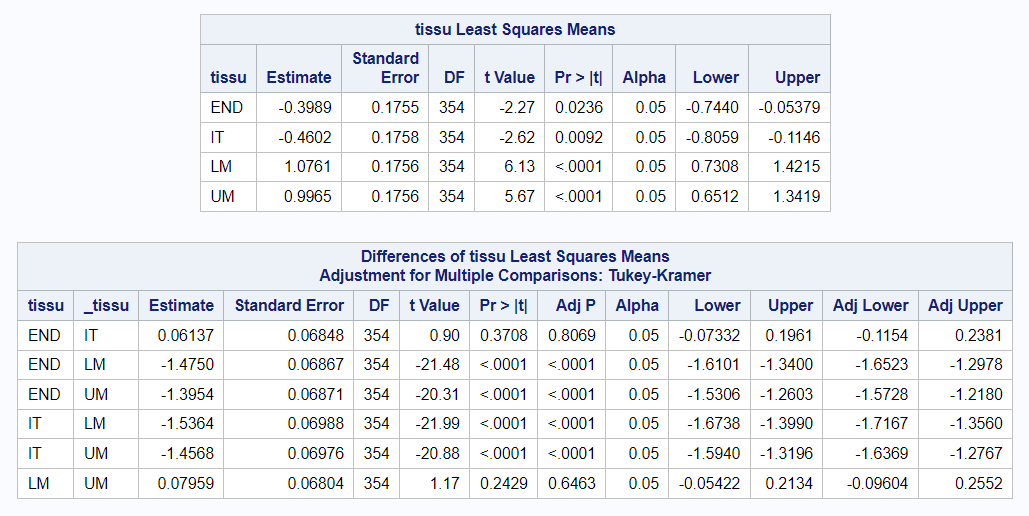 tissu Least Squares Means
tissu Estimate Standard Error DF t Value Pr > |t| Alpha Lower Upper
END -0.3989 0.1755 354 -2.27 0.0236 0.05 -0.7440 -0.05379
IT -0.4602 0.1758 354 -2.62 0.0092 0.05 -0.8059 -0.1146
LM 1.0761 0.1756 354 6.13 <.0001 0.05 0.7308 1.4215
UM 0.9965 0.1756 354 5.67 <.0001 0.05 0.6512 1.3419
Differences of tissu Least Squares Means
Adjustment for Multiple Comparisons: Tukey-Kramer
tissu _tissu Estimate Standard Error DF t Value Pr > |t| Adj P Alpha Lower Upper Adj Lower Adj Upper
END IT 0.06137 0.06848 354 0.90 0.3708 0.8069 0.05 -0.07332 0.1961 -0.1154 0.2381
END LM -1.4750 0.06867 354 -21.48 <.0001 <.0001 0.05 -1.6101 -1.3400 -1.6523 -1.2978
END UM -1.3954 0.06871 354 -20.31 <.0001 <.0001 0.05 -1.5306 -1.2603 -1.5728 -1.2180
IT LM -1.5364 0.06988 354 -21.99 <.0001 <.0001 0.05 -1.6738 -1.3990 -1.7167 -1.3560
IT UM -1.4568 0.06976 354 -20.88 <.0001 <.0001 0.05 -1.5940 -1.3196 -1.6369 -1.2767
LM UM 0.07959 0.06804 354 1.17 0.2429 0.6463 0.05 -0.05422 0.2134 -0.09604 0.2552